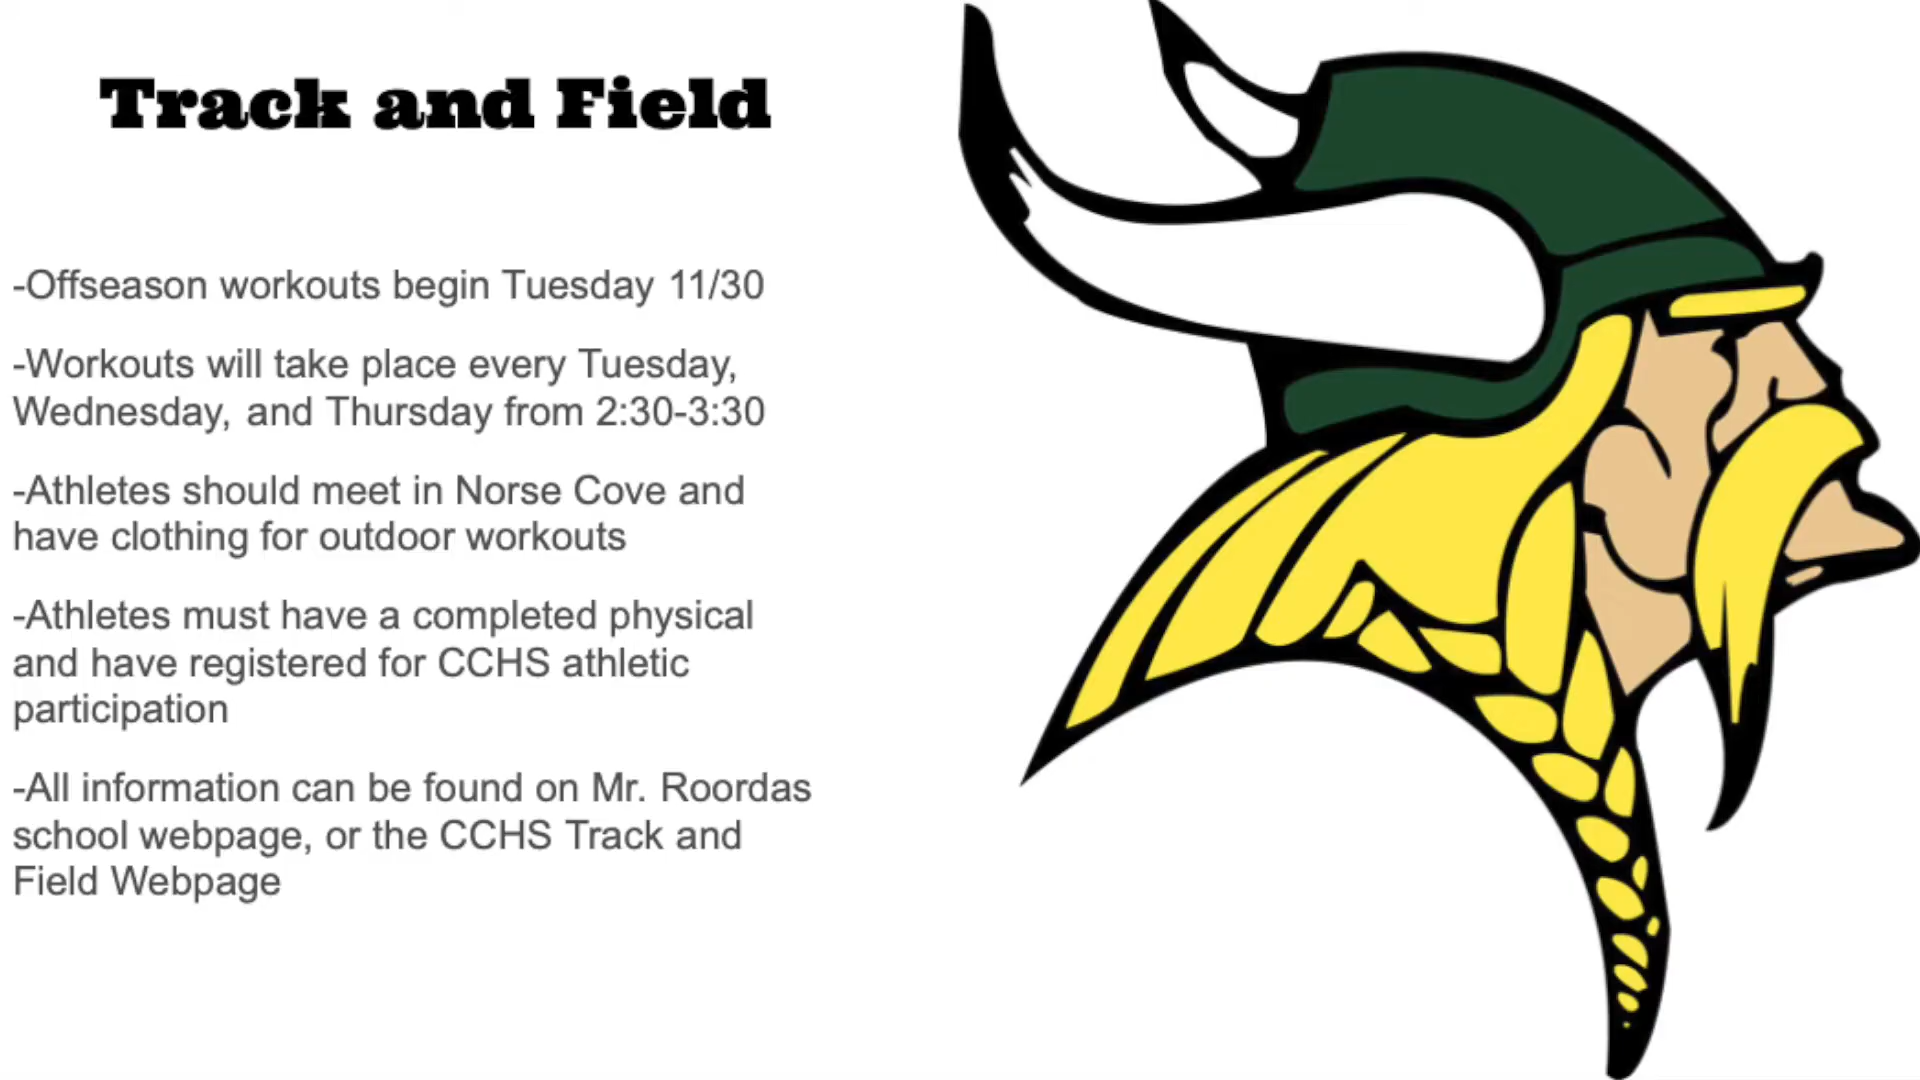 Track and Field
-Offseason workouts begin Tuesday 11/30
-Workouts will take place every Tuesday,
Wednesday, and Thursday from 2:30-3:30
-Athletes should meet in Norse Cove and
have clothing for outdoor workouts
-Athletes must have a completed physical
and have registered for CCHS athletic
participation
-All information can be found on Mr. Roordas
school webpage, or the CCHS Track and
Field Webpage